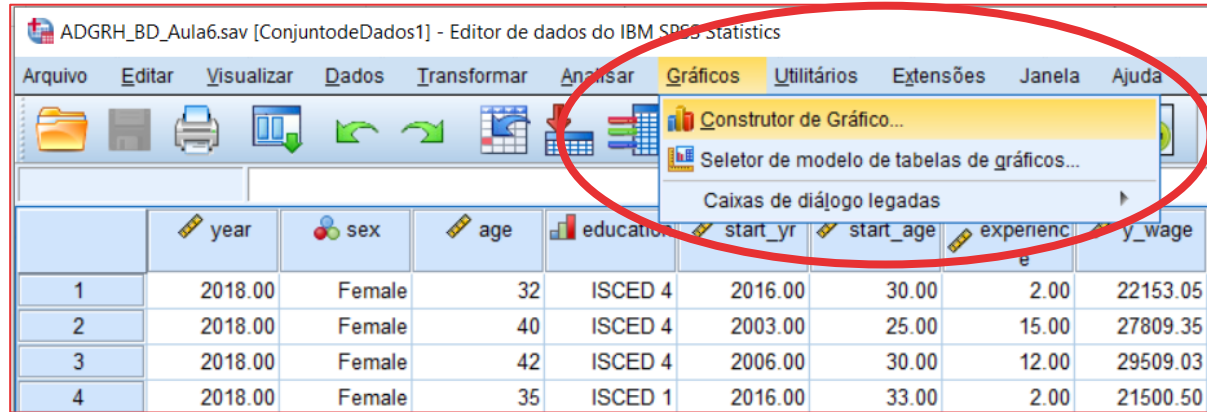 ADGRH_BD_Aula6.sav [ConjuntodeDados1] - Editor de dados do IBM SPSS Statistics
Arquivo Editar Visualizar Dados Transformar Analisar Gráficos Utilitários Extensões Janela Ajuda
Construtor de Gráfico...
Seletor de modelo de tabelas de gráficos...
Caixas de diálogo legadas
year sex age education start_yr start_age experienc y_wage
e
1 2018.00 Female 32 ISCED 4 2016.00 30.00 2.00 22153.05
2 2018.00 Female 40 ISCED 4 2003.00 25.00 15.00 27809.35
3 2018.00 Female 42 ISCED 4 2006.00 30.00 12.00 29509.03
4 2018.00 Female 35 ISCED 1 2016.00 33.00 2.00 21500.50